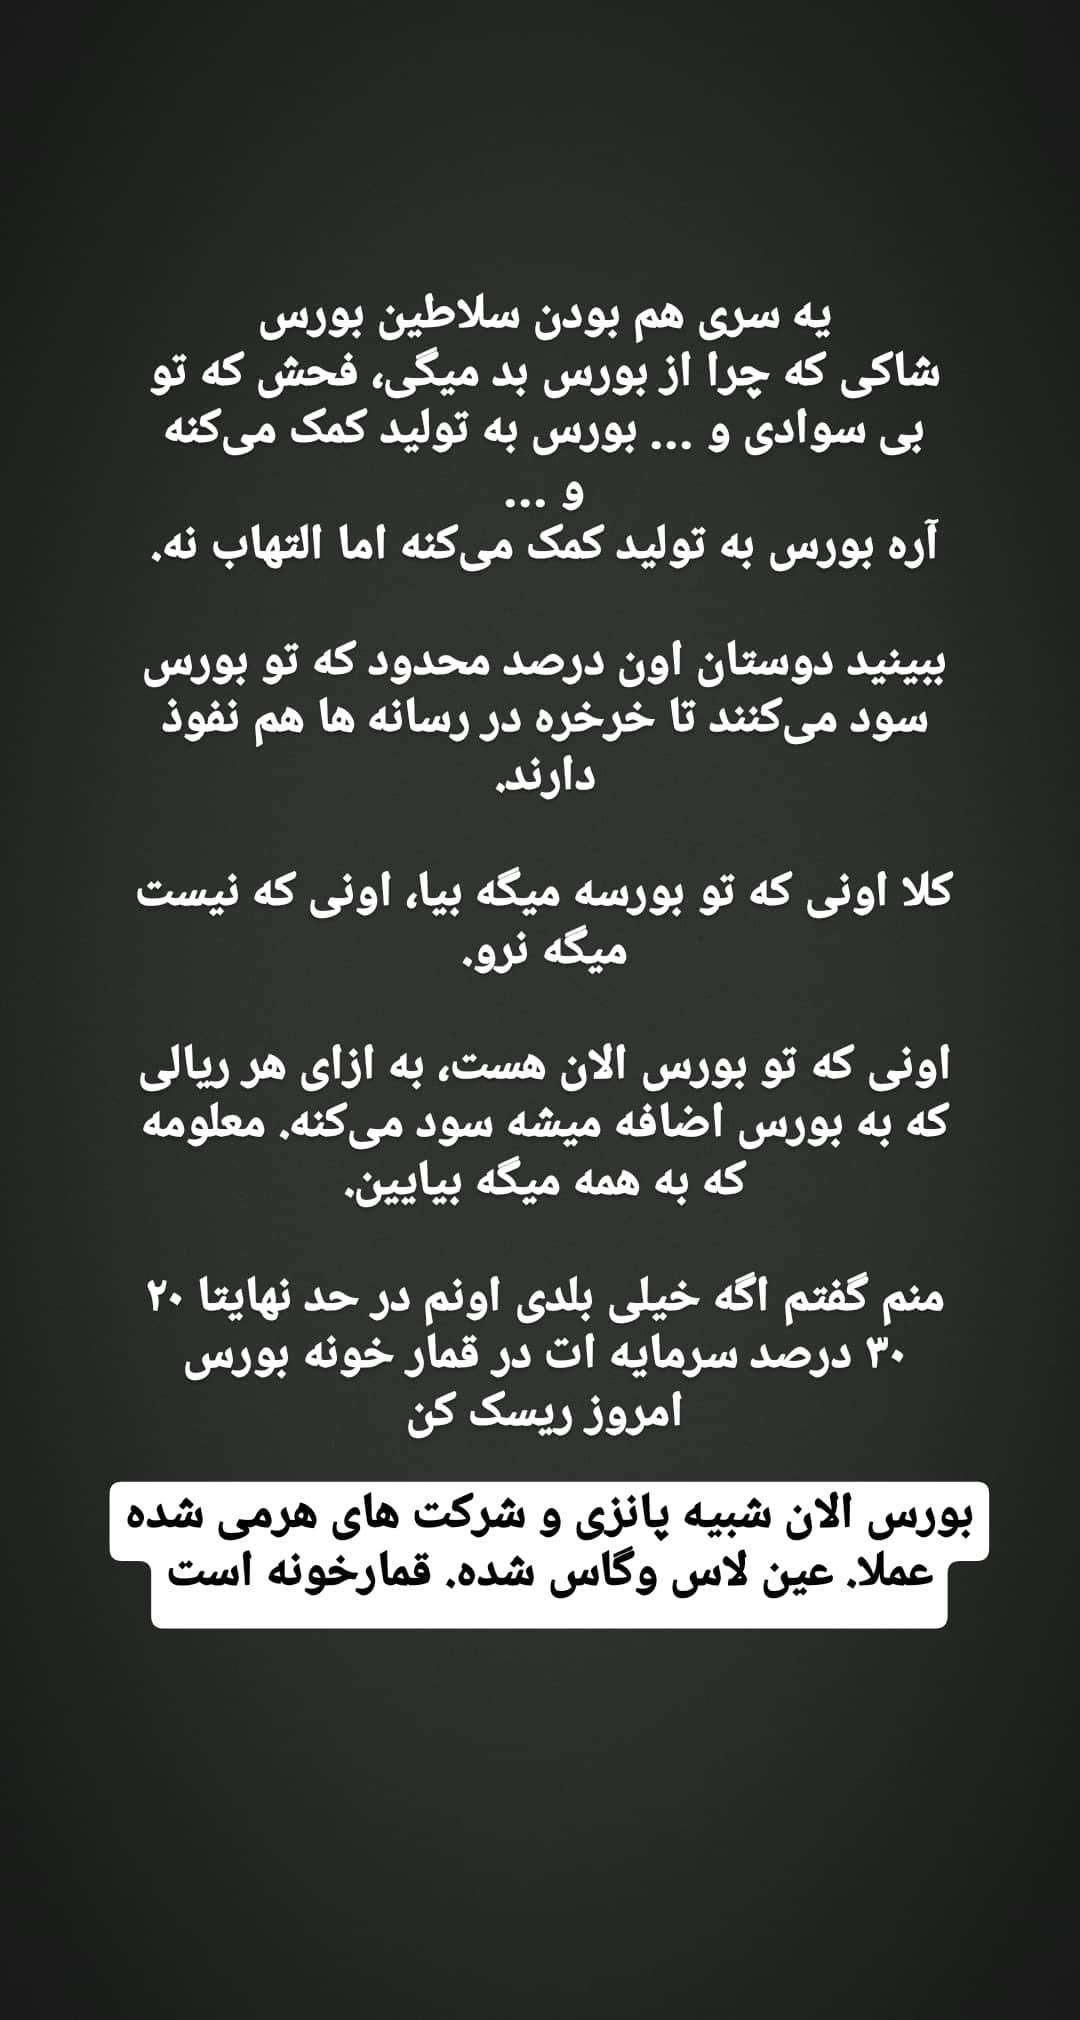 یه سری هم بودن سلاطین بورس
شاکی که چرا از بورس بد میگی، فحش که تو
بی سوادی و ... بورس به تولید کمک می‌کنه
و ...
آره بورس به تولید کمک می‌کنه اما التهاب نه.
ببینید دوستان اون درصد محدود که تو بورس
سود می‌کنند تا خرخره در رسانه ها هم نفوذ
دارند.
کلا اونی که تو بورسه میگه بیا، اونی که نیست
میگه نرو.
اونی که تو بورس الان هست، به ازای هر ریالی
که به بورس اضافه میشه سود می‌کنه. معلومه
که به همه میگه بیایین.
منم گفتم اگه خیلی بلدی اونم در حد نهایتا ۲۰
۳۰ درصد سرمایه ات در قمار خونه بورس
امروز ریسک کن
بورس الان شبیه پانزی و شرکت های هرمی شده
عملا. عین لاس وگاس شده. قمارخونه است